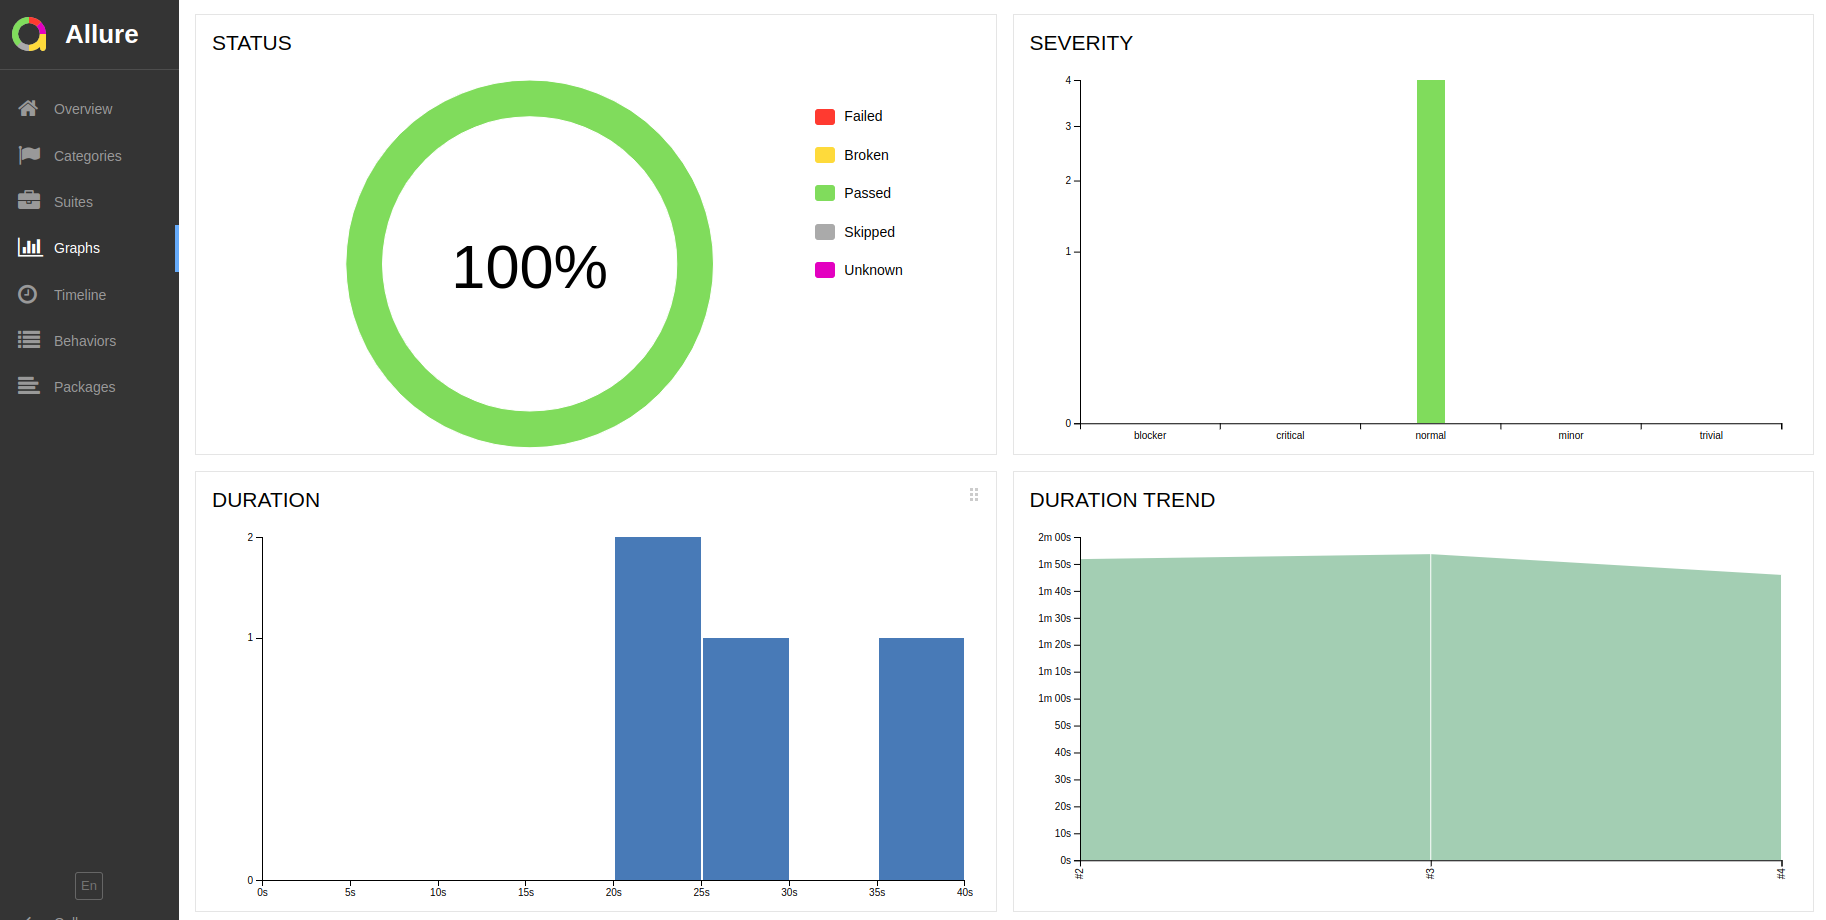 Allure
Overview
Categories
Suites
Graphs
Timeline
Behaviors
Packages
En
STATUS
100%
Failed
Broken
Passed
Skipped
Unknown
SEVERITY
4
3
2
1
0
blocker critical normal minor trivial
DURATION
2
1
0
0s 5s 10s 15s 20s 25s 30s 35s 40s
DURATION TREND
2m 00s
1m 50s
1m 40s
1m 30s
1m 20s
1m 10s
1m 00s
50s
40s
30s
20s
10s
0s
#2 #3 #4